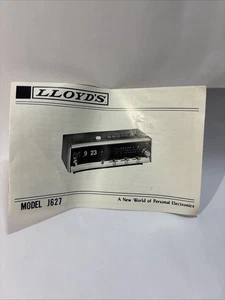 LLOYD'S
9 23
MODEL J627
A New World of Personal Electronics